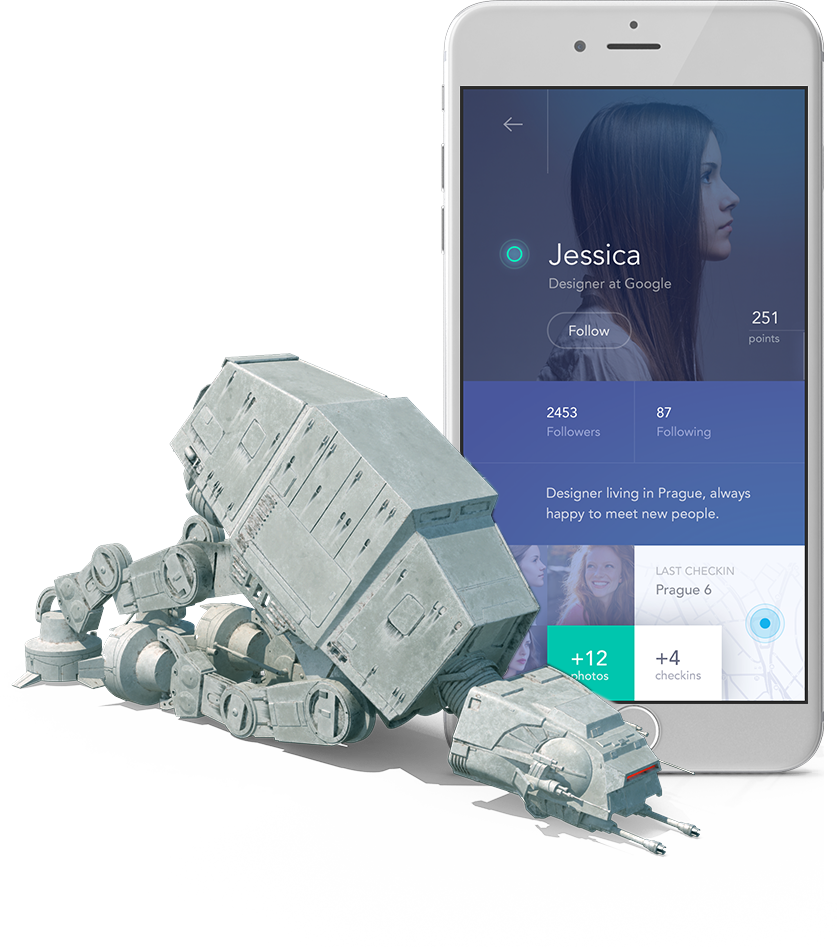 Jessica
Designer at Google
Follow
251
points
2453
Followers
87
Following
Designer living in Prague, always
happy to meet new people.
LAST CHECKIN
Prague 6
+12
photos
+4
checkins